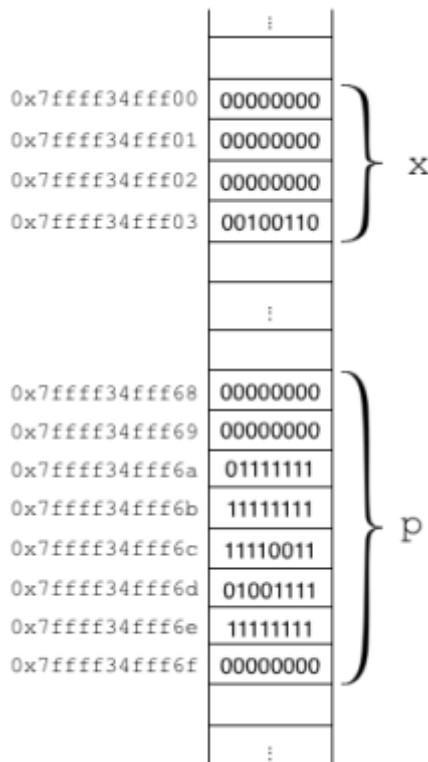 ⋮
0x7ffff34fff00 00000000
0x7ffff34fff01 00000000
0x7ffff34fff02 00000000
x
0x7ffff34fff03 00100110
⋮
0x7ffff34fff68 00000000
0x7ffff34fff69 00000000
0x7ffff34fff6a 01111111
0x7ffff34fff6b 11111111
p
0x7ffff34fff6c 11110011
0x7ffff34fff6d 01001111
0x7ffff34fff6e 11111111
0x7ffff34fff6f 00000000
⋮